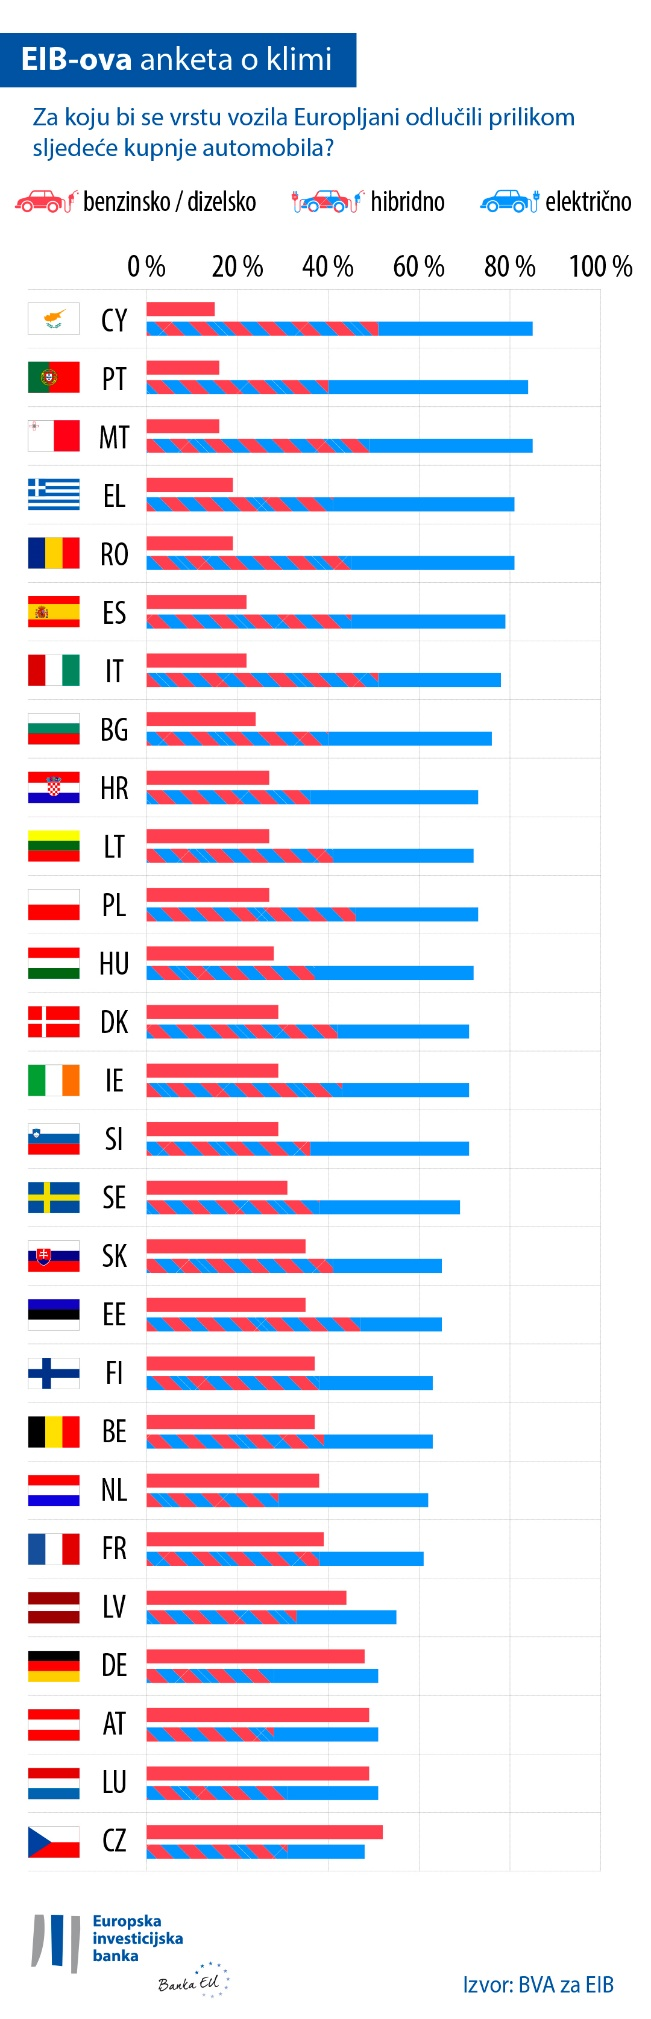 EIB-ova anketa o klimi
Za koju bi se vrstu vozila Europljani odlučili prilikom
sljedeće kupnje automobila?
benzinsko / dizelsko hibridno električno
0 % 20 % 40 % 60 % 80 % 100 %
CY
PT
MT
EL
RO
ES
IT
BG
HR
LT
PL
HU
DK
IE
SI
SE
SK
EE
FI
BE
NL
FR
LV
DE
AT
LU
CZ
Europska
investicijska
banka
Banka EU
Izvor: BVA za EIB